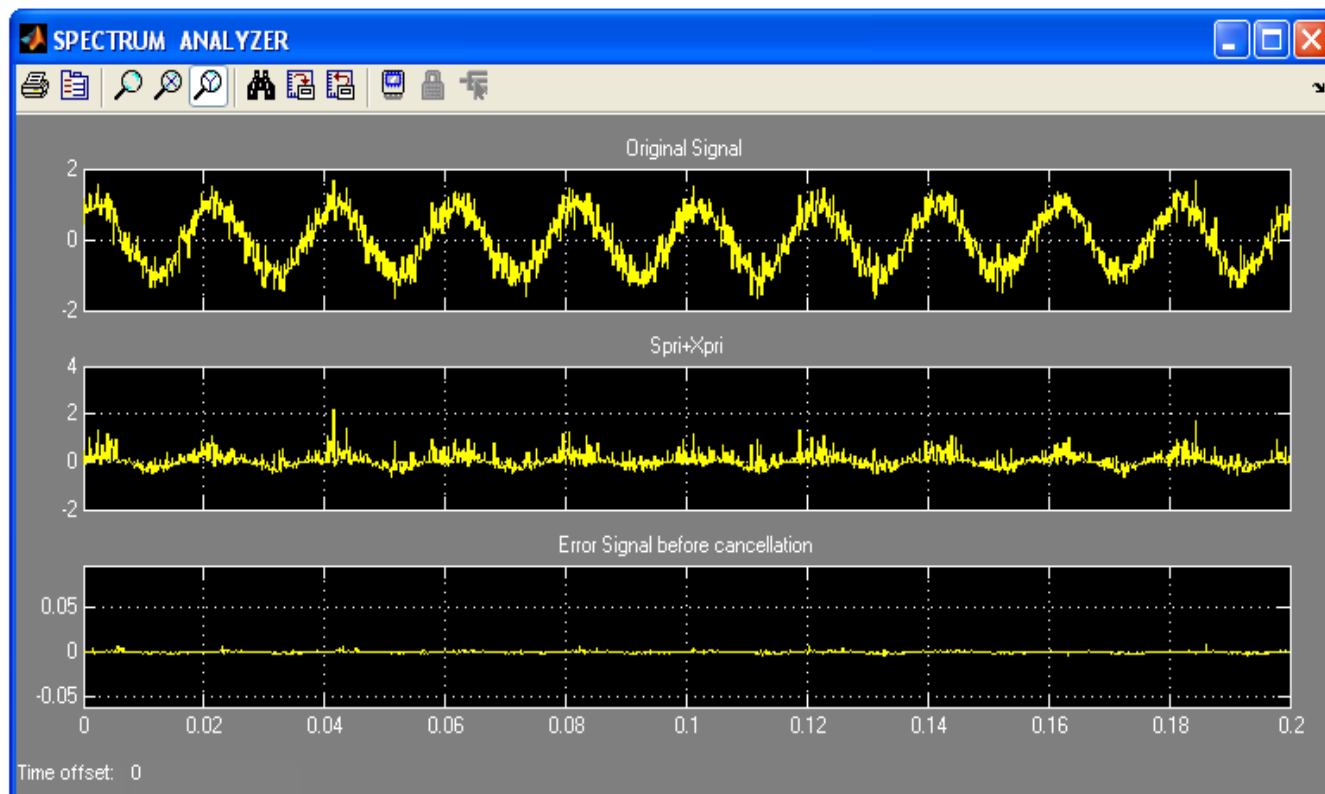 SPECTRUM ANALYZER
Original Signal
2
0
-2
Spri+Xpri
4
2
0
-2
Error Signal before cancellation
0.05
0
-0.05
0 0.02 0.04 0.06 0.08 0.1 0.12 0.14 0.16 0.18 0.2
Time offset: 0